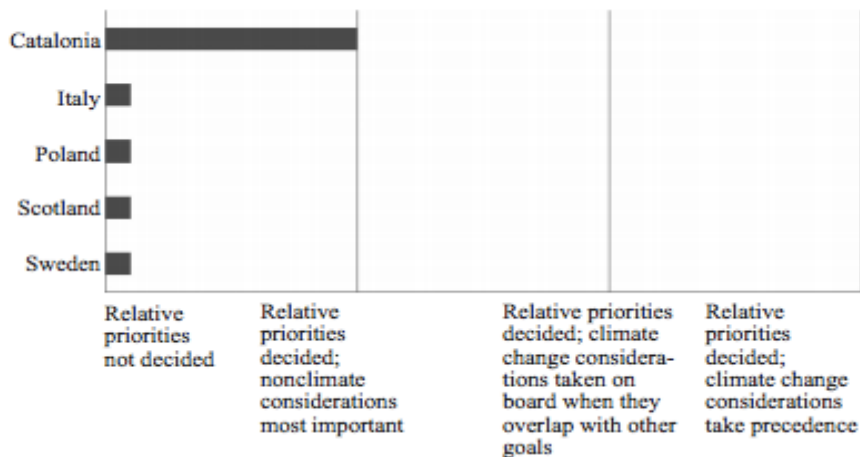 Catalonia
Italy
Poland
Scotland
Sweden
Relative
priorities
not decided
Relative
priorities
decided;
nonclimate
considerations
most important
Relative priorities
decided; climate
change considera-
tions taken on
board when they
overlap with other
goals
Relative
priorities
decided;
climate change
considerations
take precedence